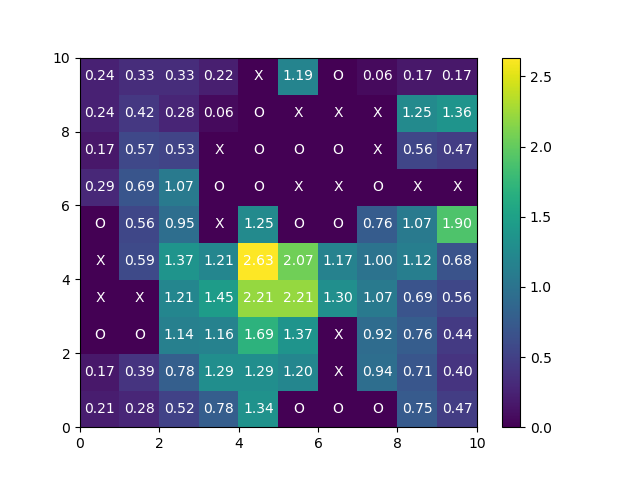 10
0.24 0.33 0.33 0.22 X 1.19 O 0.06 0.17 0.17
2.5
0.24 0.42 0.28 0.06 O X X X 1.25 1.36
8
0.17 0.57 0.53 X O O O X 0.56 0.47
2.0
0.29 0.69 1.07 O O X X O X X
6
O 0.56 0.95 X 1.25 O O 0.76 1.07 1.90
1.5
X 0.59 1.37 1.21 2.63 2.07 1.17 1.00 1.12 0.68
4
X X 1.21 1.45 2.21 2.21 1.30 1.07 0.69 0.56
1.0
O O 1.14 1.16 1.69 1.37 X 0.92 0.76 0.44
2
0.17 0.39 0.78 1.29 1.29 1.20 X 0.94 0.71 0.40
0.5
0.21 0.28 0.52 0.78 1.34 O O O 0.75 0.47
0
0.0
0 2 4 6 8 10